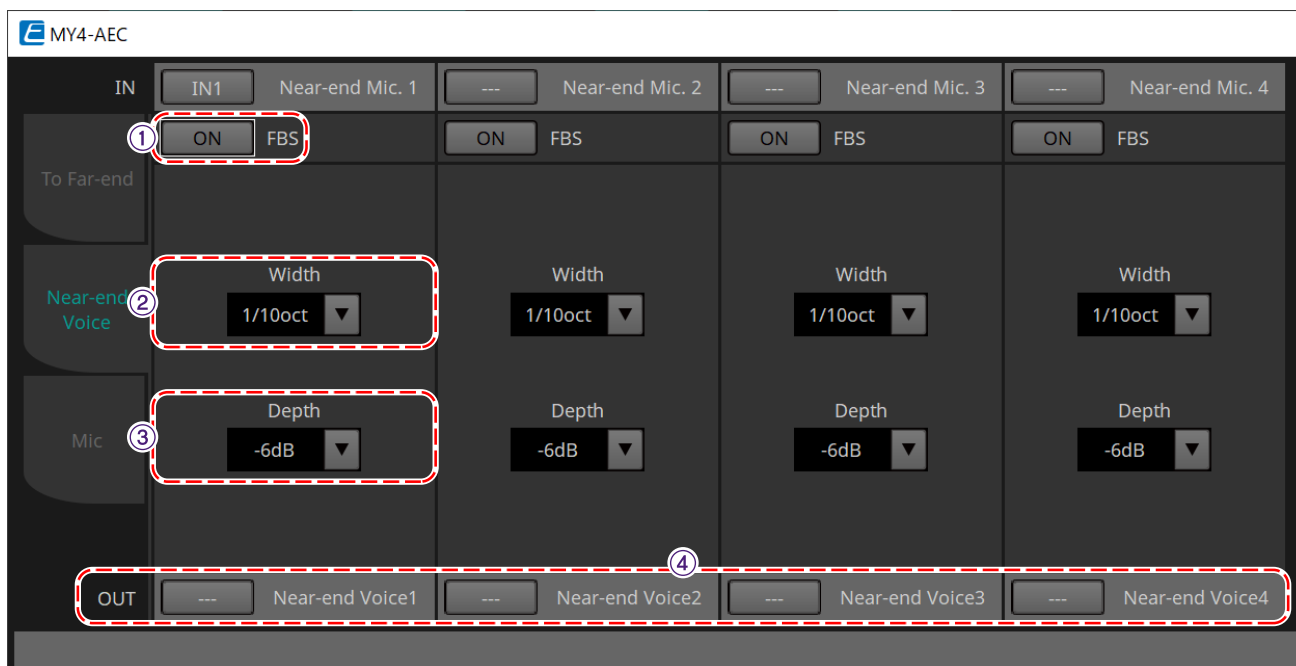 MY4-AEC
IN IN1 Near-end Mic. 1 --- Near-end Mic. 2 --- Near-end Mic. 3 --- Near-end Mic. 4
① ON FBS ON FBS ON FBS ON FBS
To Far-end
Width Width Width Width
Near-end
Voice
② 1/10oct 1/10oct 1/10oct 1/10oct
Depth Depth Depth Depth
Mic
③ -6dB -6dB -6dB -6dB
④
OUT --- Near-end Voice1 --- Near-end Voice2 --- Near-end Voice3 --- Near-end Voice4